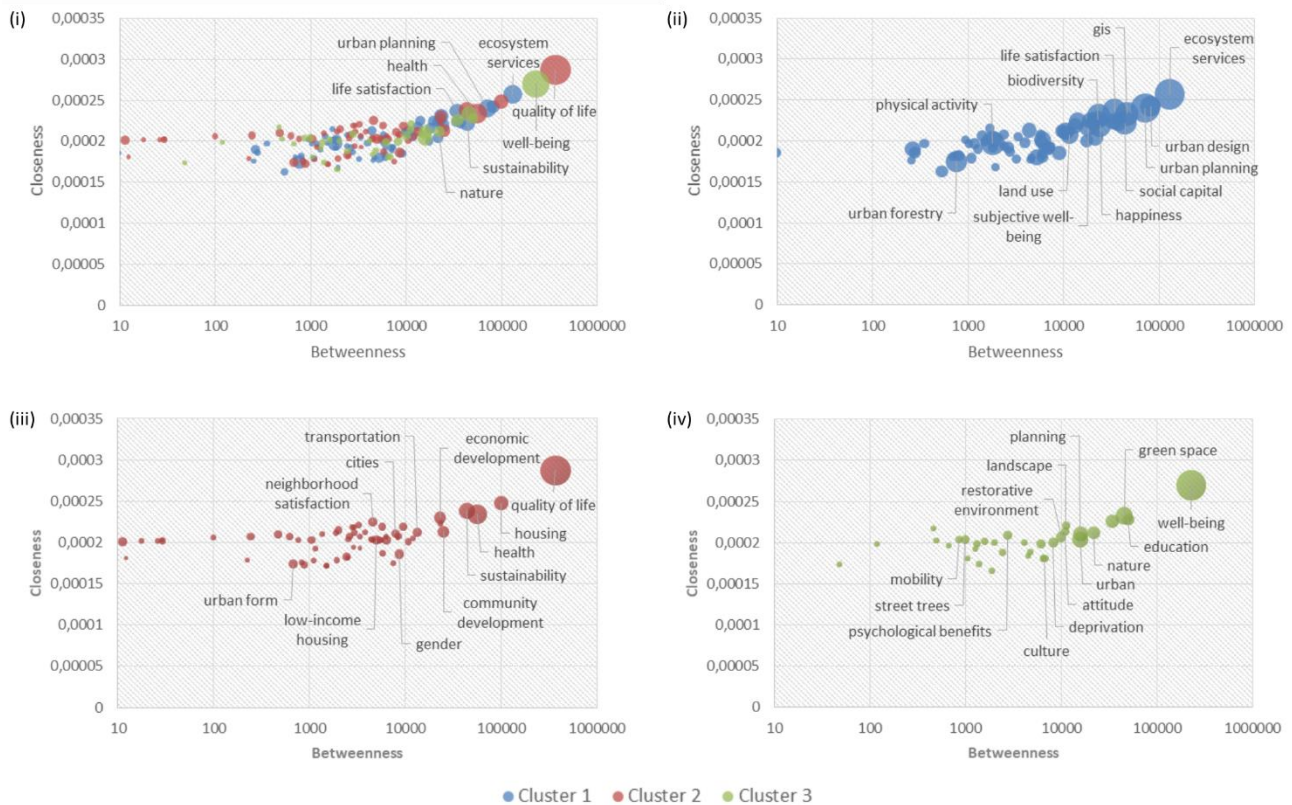 (i)
0,00035
0,0003
0,00025
0,0002
0,00015
0,0001
0,00005
0
Closeness
urban planning
health
life satisfaction
ecosystem
services
quality of life
well-being
sustainability
nature
10
100
1000
10000
100000
1000000
Betweenness
(ii)
0,00035
0,0003
0,00025
0,0002
0,00015
0,0001
0,00005
0
Closeness
gis
life satisfaction
biodiversity
physical activity
ecosystem
services
urban design
urban planning
social capital
happiness
land use
subjective well-
being
urban forestry
10
100
1000
10000
100000
1000000
Betweenness
(iii)
0,00035
0,0003
0,00025
0,0002
0,00015
0,0001
0,00005
0
Closeness
transportation
cities
neighborhood
satisfaction
economic
development
quality of life
housing
health
sustainability
community
development
urban form
low-income
housing
gender
10
100
1000
10000
100000
1000000
Betweenness
(iv)
0,00035
0,0003
0,00025
0,0002
0,00015
0,0001
0,00005
0
Closeness
planning
landscape
restorative
environment
green space
well-being
education
nature
urban
attitude
deprivation
mobility
street trees
psychological benefits
culture
10
100
1000
10000
100000
1000000
Betweenness
Cluster 1
Cluster 2
Cluster 3